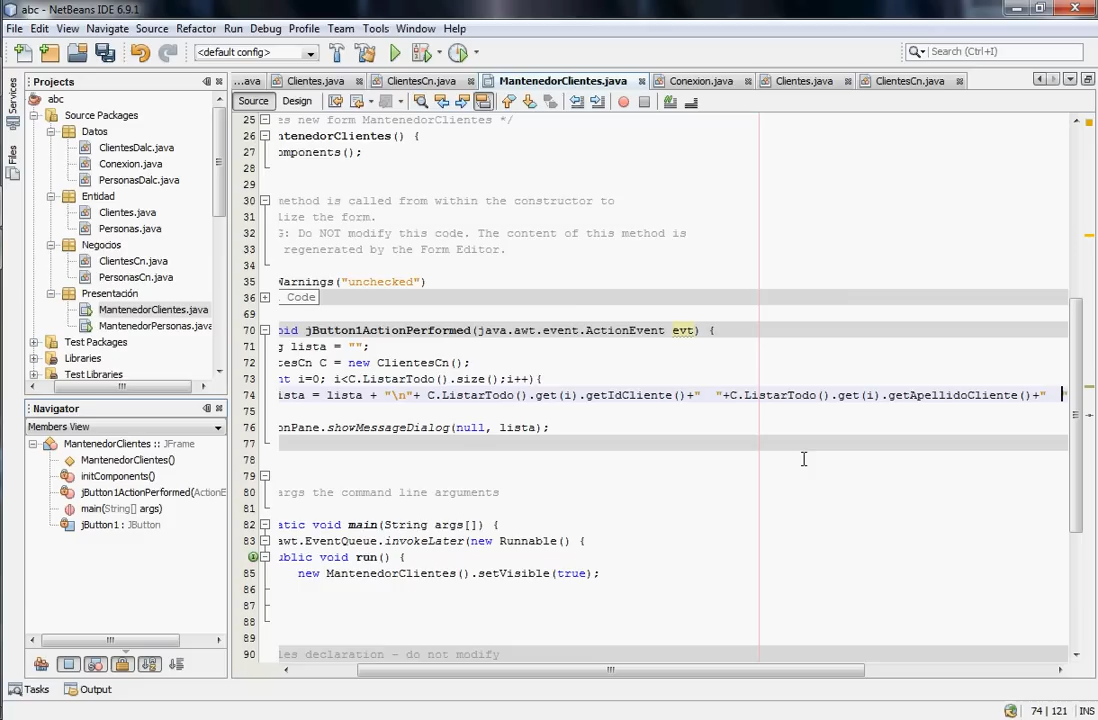 abc - NetBeans IDE 6.9.1
File Edit View Navigate Source Refactor Run Debug Profile Team Tools Window Help
<default config>
Search (Ctrl+I)
Services
Files
Projects
abc
Source Packages
Datos
ClientesDalc.java
Conexion.java
PersonasDalc.java
Entidad
Clientes.java
Personas.java
Negocios
ClientesCn.java
PersonasCn.java
Presentación
MantenedorClientes.java
MantenedorPersonas.java
Test Packages
Libraries
Test Libraries
Navigator
Members View
MantenedorClientes :: JFrame
MantenedorClientes()
initComponents()
jButton1ActionPerformed(ActionE
main(String[] args)
jButton1 : JButton
...ava Clientes.java ClientesCn.java MantenedorClientes.java Conexion.java Clientes.java ClientesCn.java
Source Design
25 es new form MantenedorClientes */
26 ntenedorClientes() {
27 omponents();
28
29
30 method is called from within the constructor to
31 lize the form.
32 G: Do NOT modify this code. The content of this method is
33 regenerated by the Form Editor.
34
35 Warnings("unchecked")
36 Code
69
70 oid jButton1ActionPerformed(java.awt.event.ActionEvent evt) {
71 g lista = "";
72 tesCn C = new ClientesCn();
73 nt i=0; i<C.ListarTodo().size();i++){
74 ista = lista + "\n"+ C.ListarTodo().get(i).getIdCliente()+"  "+C.ListarTodo().get(i).getApellidoCliente()+"  "
75
76 onPane.showMessageDialog(null, lista);
77
78
79
80 args the command line arguments
81
82 tatic void main(String args[]) {
83 awt.EventQueue.invokeLater(new Runnable() {
ublic void run() {
85 new MantenedorClientes().setVisible(true);
86
87
88
89
90 les declaration - do not modify
Tasks Output
74 | 121 INS